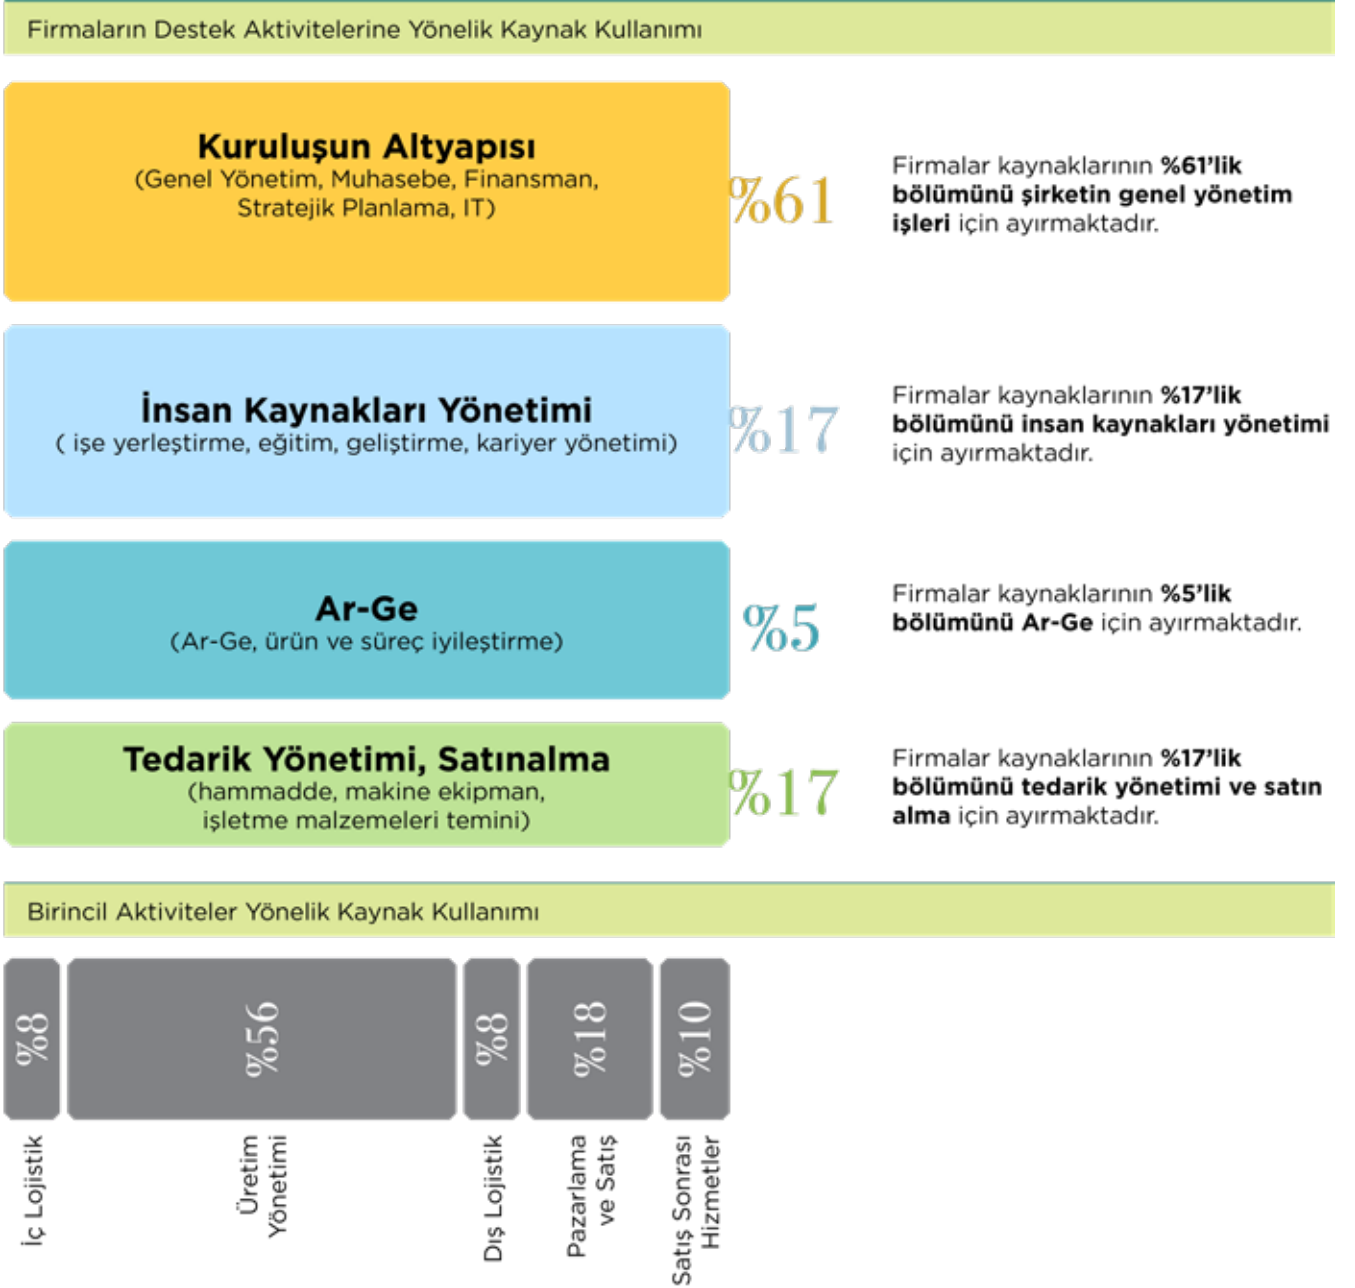 Firmaların Destek Aktivitelerine Yönelik Kaynak Kullanımı
Kuruluşun Altyapısı
(Genel Yönetim, Muhasebe, Finansman,
Stratejik Planlama, IT)
%61
Firmalar kaynaklarının %61’lik
bölümünü şirketin genel yönetim
işleri için ayırmaktadır.
İnsan Kaynakları Yönetimi
( işe yerleştirme, eğitim, geliştirme, kariyer yönetimi)
%17
Firmalar kaynaklarının %17’lik
bölümünü insan kaynakları yönetimi
için ayırmaktadır.
Ar-Ge
(Ar-Ge, ürün ve süreç iyileştirme)
%5
Firmalar kaynaklarının %5’lik
bölümünü Ar-Ge için ayırmaktadır.
Tedarik Yönetimi, Satınalma
(hammadde, makine ekipman,
işletme malzemeleri temini)
%17
Firmalar kaynaklarının %17’lik
bölümünü tedarik yönetimi ve satın
alma için ayırmaktadır.
Birincil Aktiviteler Yönelik Kaynak Kullanımı
%8
%56
%8
%18
%10
İç Lojistik
Üretim
Yönetimi
Dış Lojistik
Pazarlama
ve Satış
Satış Sonrası
Hizmetler